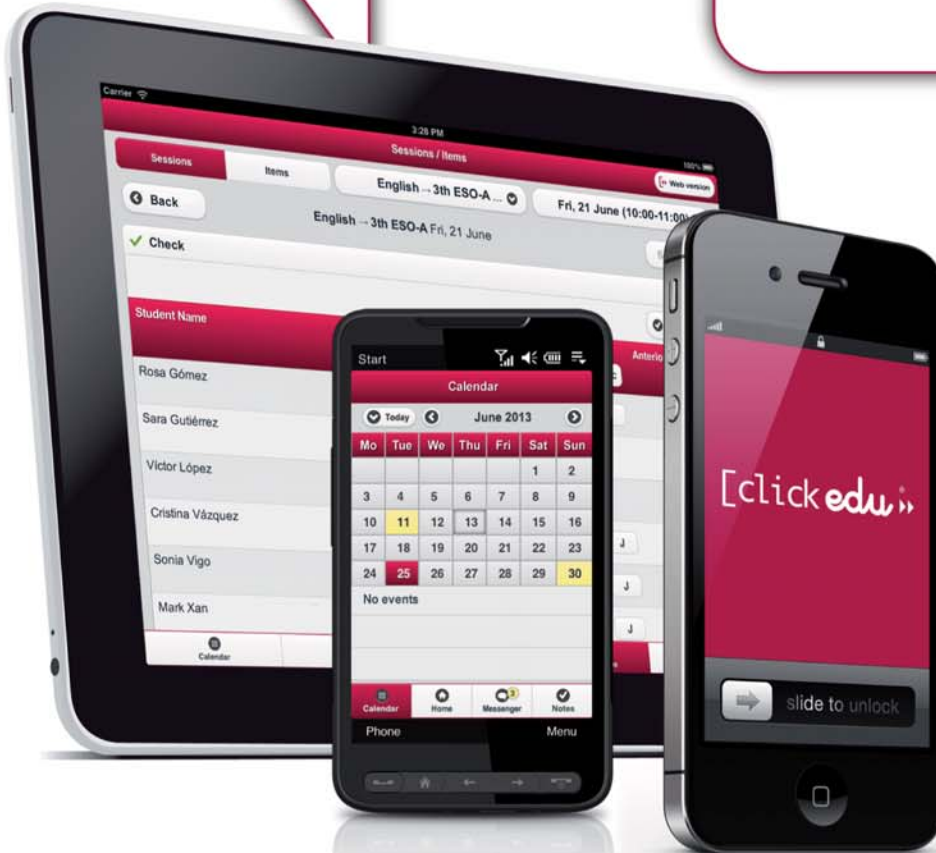 Carrier
3:26 PM
100%
Sessions / Items
Web version
Sessions
Items
English → 3th ESO-A ...
Fri, 21 June (10:00-11:00)
Back
English → 3th ESO-A Fri, 21 June
Check
Student Name
Anterio
Rosa Gómez
Sara Gutiérrez
Víctor López
Cristina Vázquez
J
Sonia Vigo
J
Mark Xan
J
Calendar
Start
Calendar
Today
June 2013
Mo Tue We Thu Fri Sat Sun
1 2
3 4 5 6 7 8 9
10 11 12 13 14 15 16
17 18 19 20 21 22 23
24 25 26 27 28 29 30
No events
Calendar
Home
3
Messenger
Notes
Phone
Menu
[click edu
slide to unlock